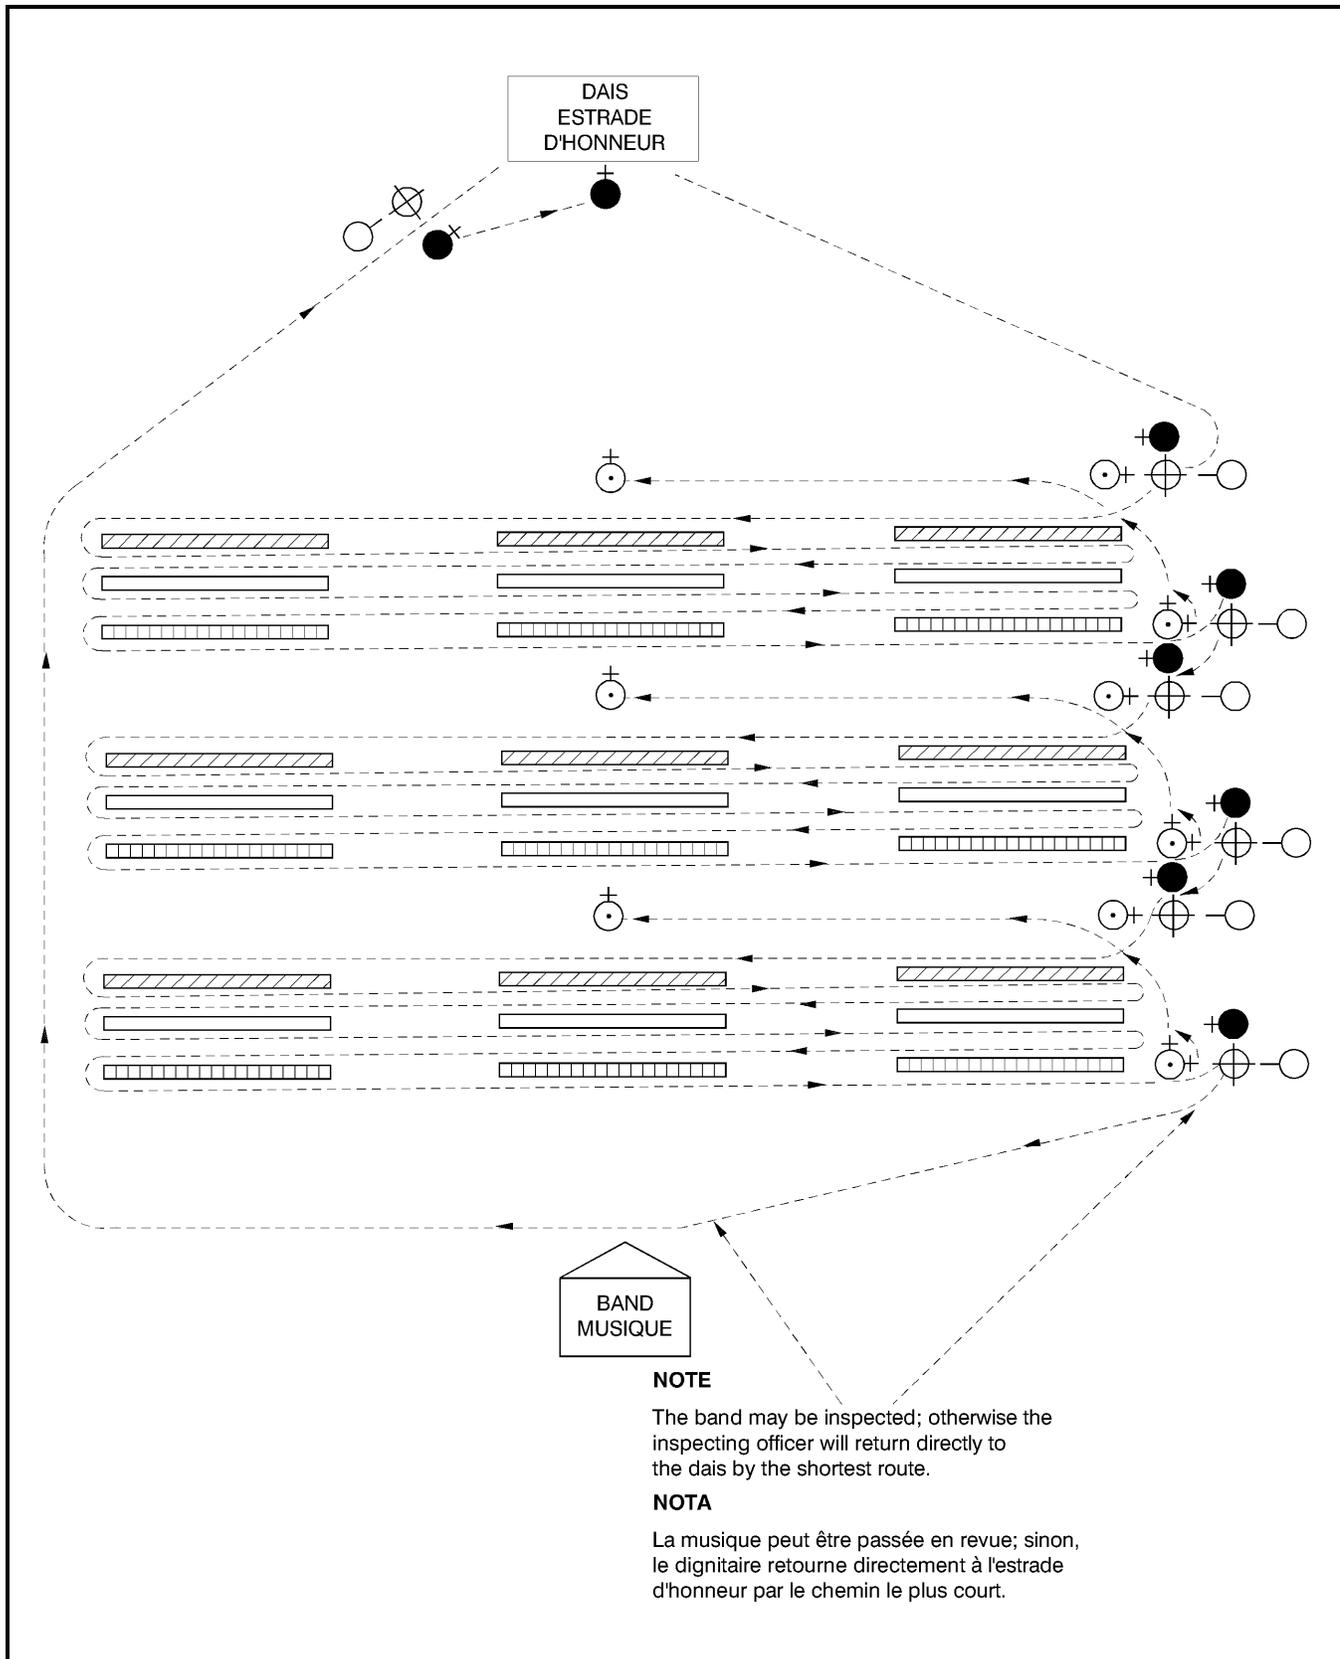 DAIS
ESTRADE
D'HONNEUR
BAND
MUSIQUE
NOTE
The band may be inspected; otherwise the
inspecting officer will return directly to
the dais by the shortest route.
NOTA
La musique peut être passée en revue; sinon,
le dignitaire retourne directement à l'estrade
d'honneur par le chemin le plus court.